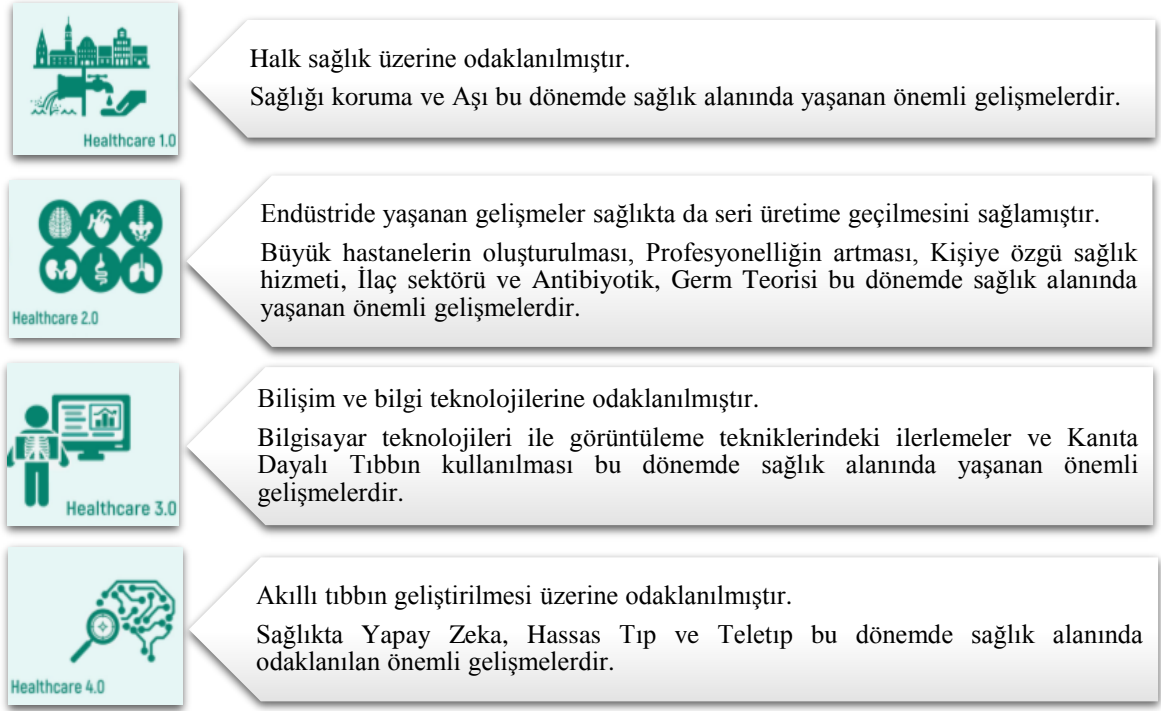 Halk sağlık üzerine odaklanılmıştır.
Sağlığı koruma ve Aşı bu dönemde sağlık alanında yaşanan önemli gelişmelerdir.
Healthcare 1.0
Endüstride yaşanan gelişmeler sağlıkta da seri üretime geçilmesini sağlamıştır.
Büyük hastanelerin oluşturulması, Profesyonelliğin artması, Kişiye özgü sağlık
hizmeti, İlaç sektörü ve Antibiyotik, Germ Teorisi bu dönemde sağlık alanında
yaşanan önemli gelişmelerdir.
Healthcare 2.0
Bilişim ve bilgi teknolojilerine odaklanılmıştır.
Bilgisayar teknolojileri ile görüntüleme tekniklerindeki ilerlemeler ve Kanıta
Dayalı Tıbbın kullanılması bu dönemde sağlık alanında yaşanan önemli
gelişmelerdir.
Healthcare 3.0
Akıllı tıbbın geliştirilmesi üzerine odaklanılmıştır.
Sağlıkta Yapay Zeka, Hassas Tıp ve Teletıp bu dönemde sağlık alanında
odaklanılan önemli gelişmelerdir.
Healthcare 4.0